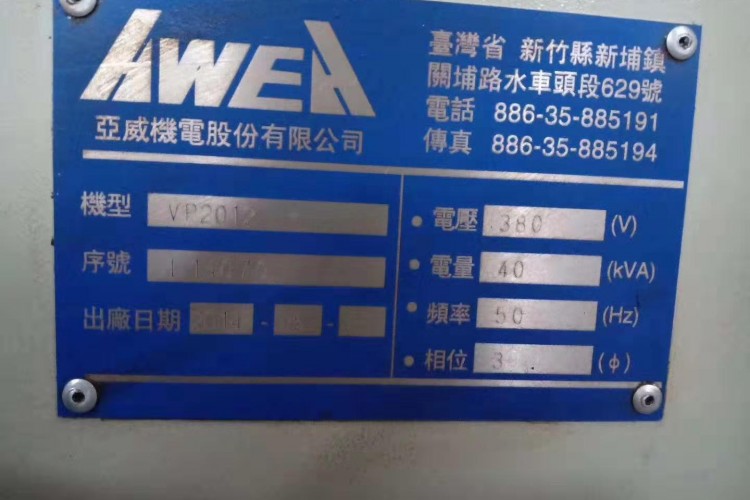 AWEA
亞威機電股份有限公司
臺灣省 新竹縣新埔鎮
關埔路水車頭段629號
電話 886-35-885191
傳真 886-35-885194
機型 VP2012
序號
出廠日期 - -
電壓 380 (V)
電量 40 (kVA)
頻率 50 (Hz)
相位 3 (φ)